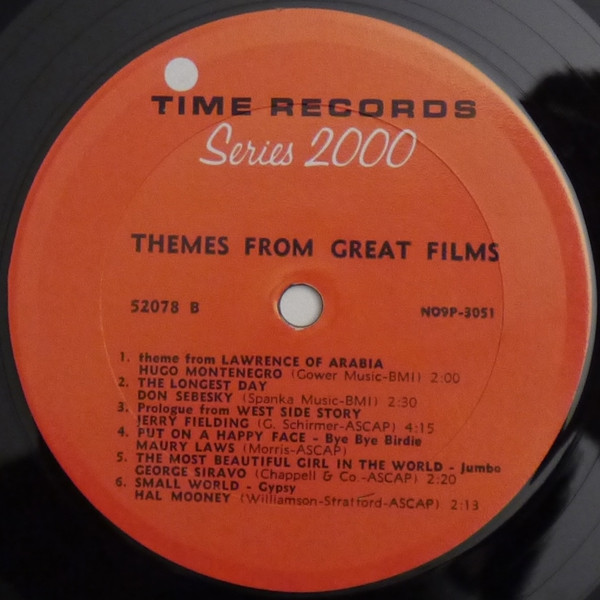 TIME RECORDS
Series 2000
THEMES FROM GREAT FILMS
52078 B NO9P-3051
1. theme from LAWRENCE OF ARABIA
HUGO MONTENEGRO (Gower Music-BMI) 2:00
2. THE LONGEST DAY
DON SEBESKY (Spanka Music-BMI) 2:30
3. Prologue from WEST SIDE STORY
JERRY FIELDING (G. Schirmer-ASCAP) 4:15
4. PUT ON A HAPPY FACE - Bye Bye Birdie
MAURY LAWS (Morris-ASCAP)
5. THE MOST BEAUTIFUL GIRL IN THE WORLD - Jumbo
GEORGE SIRAVO (Chappell & Co.-ASCAP) 2:20
6. SMALL WORLD - Gypsy
HAL MOONEY (Williamson-Stratford-ASCAP) 2:13